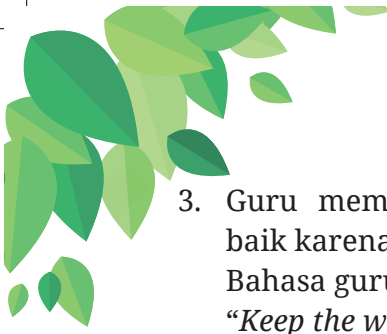 3. Guru mem
baik karena
Bahasa guru
“Keep the w